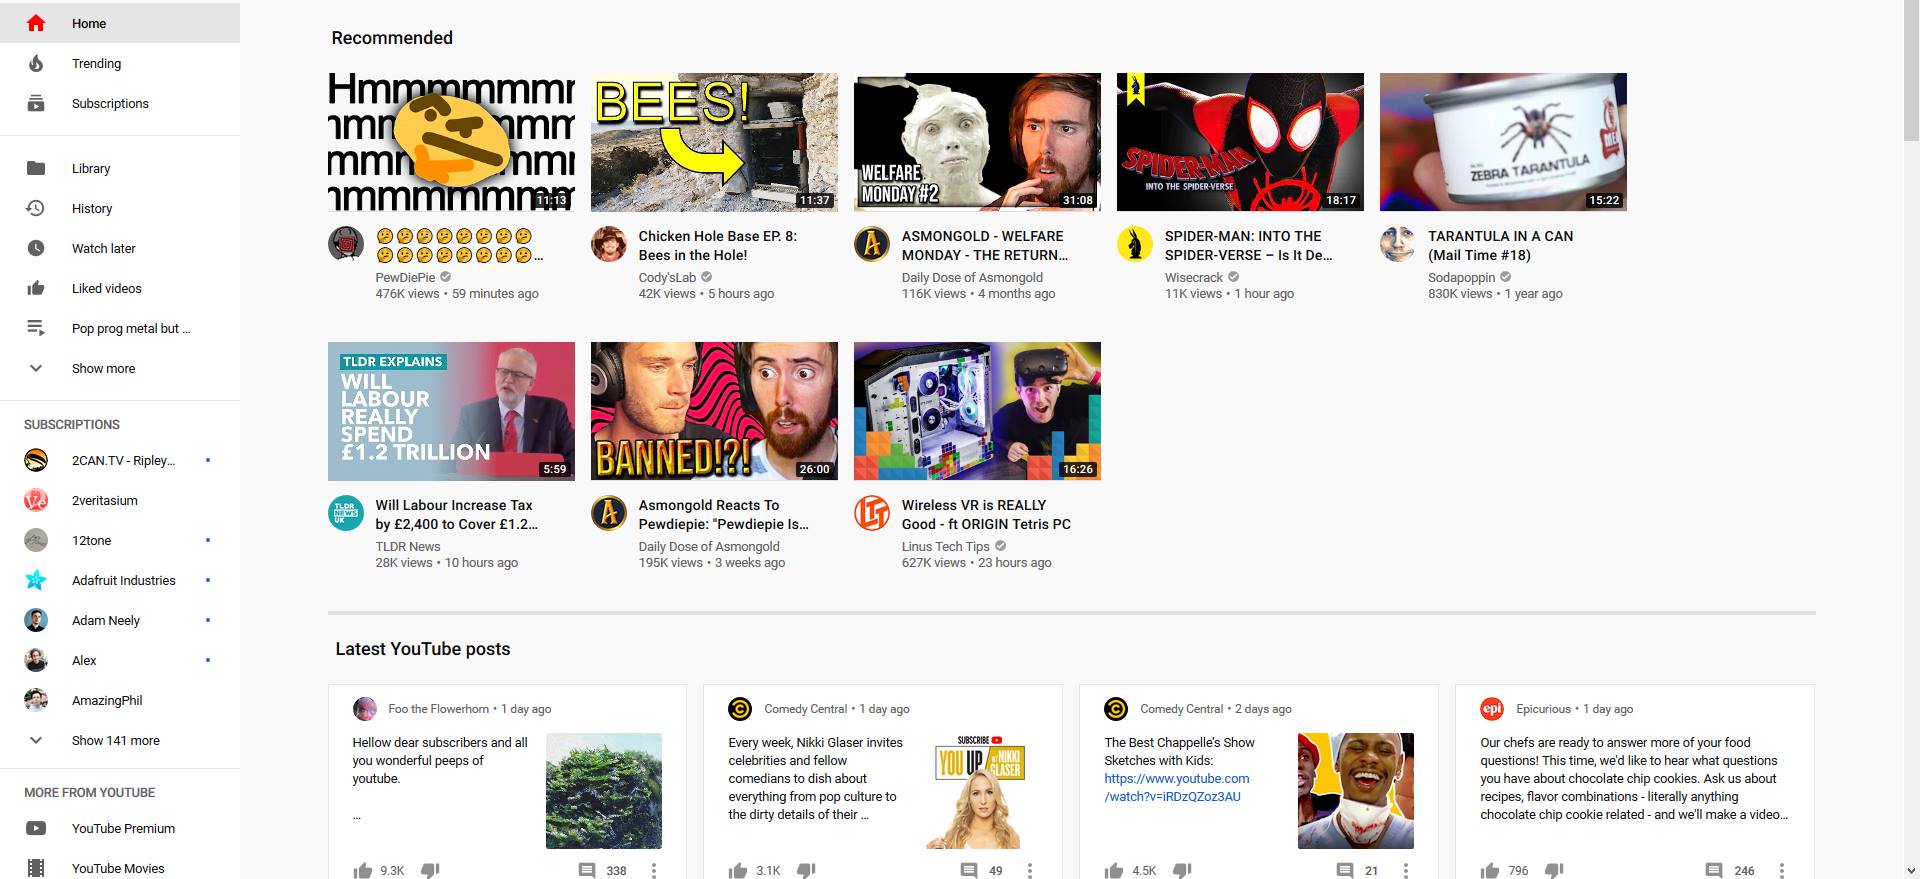 Home
Trending
Subscriptions
Library
History
Watch later
Liked videos
Pop prog metal but ...
Show more
SUBSCRIPTIONS
2CAN.TV - Ripley...
2veritasium
12tone
Adafruit Industries
Adam Neely
Alex
AmazingPhil
Show 141 more
MORE FROM YOUTUBE
YouTube Premium
YouTube Movies
Recommended
Hmmmmmmr
11:13
🤔🤔🤔🤔🤔🤔🤔🤔
🤔🤔🤔🤔🤔🤔🤔🤔...
PewDiePie
476K views • 59 minutes ago
BEES!
11:37
Chicken Hole Base EP. 8:
Bees in the Hole!
Cody'sLab
42K views • 5 hours ago
WELFARE
MONDAY #2
31:08
ASMONGOLD - WELFARE
MONDAY - THE RETURN...
Daily Dose of Asmongold
116K views • 4 months ago
SPIDER-MAN
INTO THE SPIDER-VERSE
18:17
SPIDER-MAN: INTO THE
SPIDER-VERSE – Is It De...
Wisecrack
11K views • 1 hour ago
ZEBRA TARANTULA
15:22
TARANTULA IN A CAN
(Mail Time #18)
Sodapoppin
830K views • 1 year ago
TLDR EXPLAINS
WILL
LABOUR
REALLY
SPEND
£1.2 TRILLION
5:59
TLDR
NEWS
UK
Will Labour Increase Tax
by £2,400 to Cover £1.2...
TLDR News
28K views • 10 hours ago
BANNED!?!
26:00
Asmongold Reacts To
Pewdiepie: "Pewdiepie Is...
Daily Dose of Asmongold
195K views • 3 weeks ago
16:26
LTT
Wireless VR is REALLY
Good - ft ORIGIN Tetris PC
Linus Tech Tips
627K views • 23 hours ago
Latest YouTube posts
Foo the Flowerhorn • 1 day ago
Hellow dear subscribers and all
you wonderful peeps of
youtube.
...
9.3K
338
Comedy Central • 1 day ago
Every week, Nikki Glaser invites
celebrities and fellow
comedians to dish about
everything from pop culture to
the dirty details of their ...
SUBSCRIBE
YOU UP W/ NIKKI GLASER
3.1K
49
Comedy Central • 2 days ago
The Best Chappelle's Show
Sketches with Kids:
https://www.youtube.com
/watch?v=iRDzQZoz3AU
4.5K
21
epi
Epicurious • 1 day ago
Our chefs are ready to answer more of your food
questions! This time, we'd like to hear what questions
you have about chocolate chip cookies. Ask us about
recipes, flavor combinations - literally anything
chocolate chip cookie related - and we'll make a video...
796
246